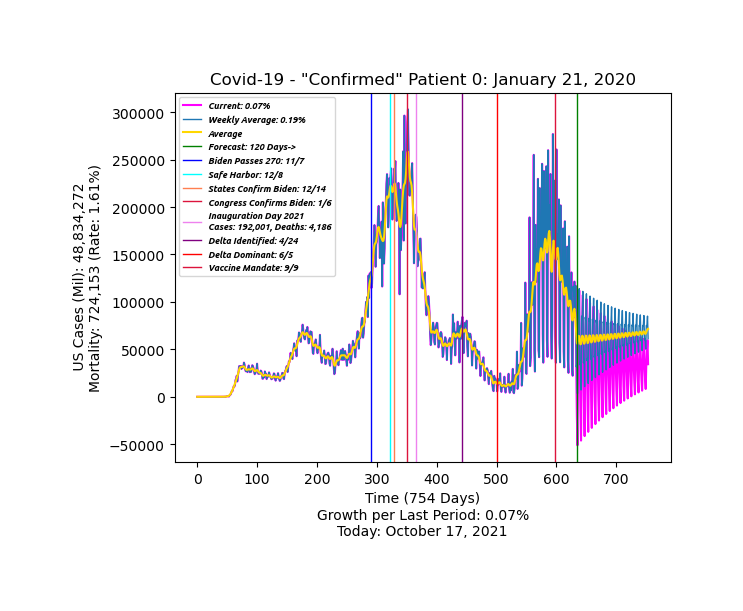 Covid-19 - "Confirmed" Patient 0: January 21, 2020
US Cases (Mil): 48,834,272
Mortality: 724,153 (Rate: 1.61%)
300000
250000
200000
150000
100000
50000
0
−50000
Current: 0.07%
Weekly Average: 0.19%
Average
Forecast: 120 Days->
Biden Passes 270: 11/7
Safe Harbor: 12/8
States Confirm Biden: 12/14
Congress Confirms Biden: 1/6
Inauguration Day 2021
Cases: 192,001, Deaths: 4,186
Delta Identified: 4/24
Delta Dominant: 6/5
Vaccine Mandate: 9/9
0 100 200 300 400 500 600 700
Time (754 Days)
Growth per Last Period: 0.07%
Today: October 17, 2021